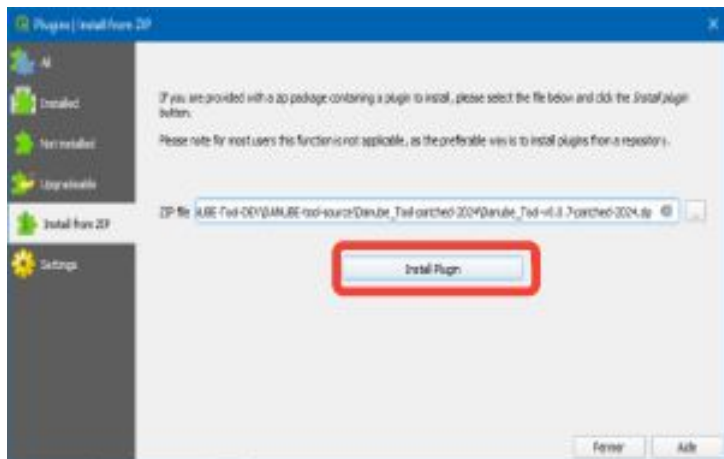 Plugins | Install from ZIP
All
Installed
Not installed
Upgradeable
Install from ZIP
Settings
If you are provided with a zip package containing a plugin to install, please select the file below and click the Install plugin
button.
Please note for most users this function is not applicable, as the preferable way is to install plugins from a repository.
ZIP file
Install Plugin
Fermer
Aide